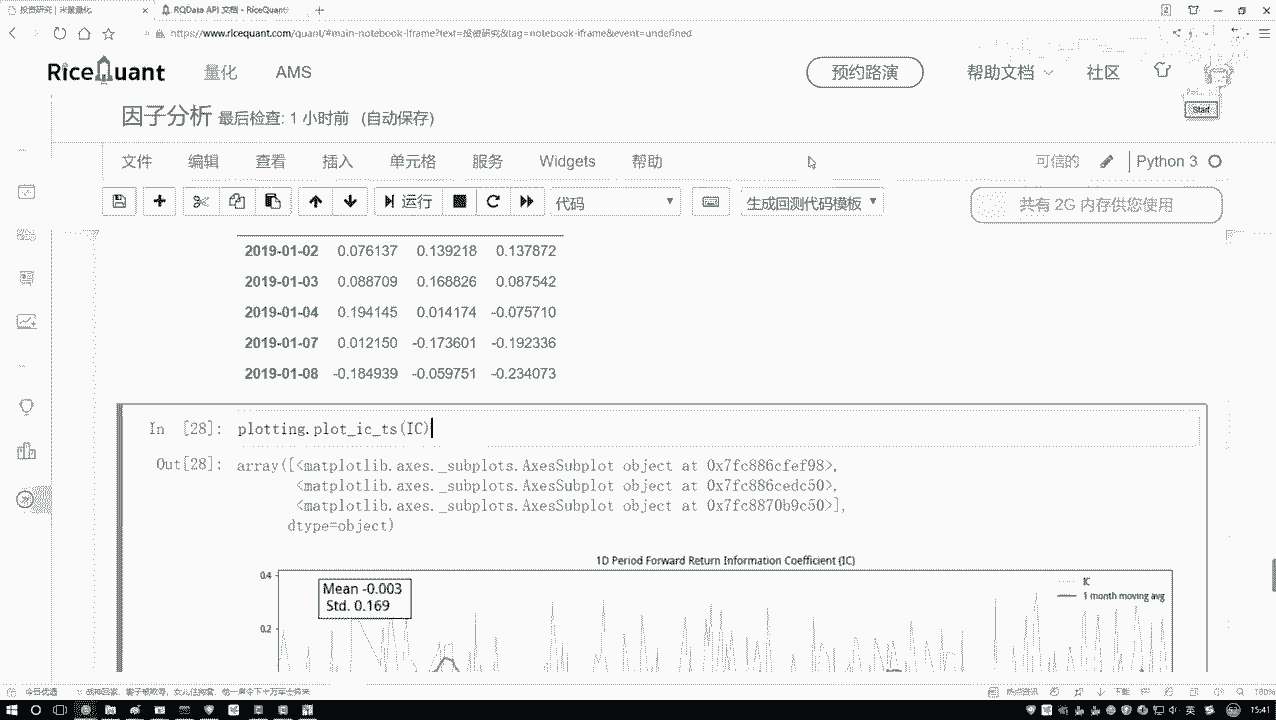 投资研究 | 米筐量化
RQData API 文档 - RiceQuant
https://www.ricequant.com/quant/#main-notebook-iframe?text=投资研究&tag=notebook-iframe&event=undefined
RiceQuant 量化 AMS 预约路演 帮助文档 社区
Start
因子分析 最后检查: 1 小时前 (自动保存)
文件 编辑 查看 插入 单元格 服务 Widgets 帮助 可信的 Python 3
运行 代码 生成回测代码模板 共有 2G 内存供您使用
2019-01-02 0.076137 0.139218 0.137872
2019-01-03 0.088709 0.168826 0.087542
2019-01-04 0.194145 0.014174 -0.075710
2019-01-07 0.012150 -0.173601 -0.192336
2019-01-08 -0.184939 -0.059751 -0.234073
In [28]: plotting.plot_ic_ts(IC)
Out[28]: array([<matplotlib.axes._subplots.AxesSubplot object at 0x7fc886cfef98>,
<matplotlib.axes._subplots.AxesSubplot object at 0x7fc886cedc50>,
<matplotlib.axes._subplots.AxesSubplot object at 0x7fc8870b9c50>],
dtype=object)
1D Period Forward Return Information Coefficient (IC)
0.4
Mean -0.003
Std. 0.169
IC
1 month moving avg
0.2
今日优选
热点资讯 下载 100%
英 15:41